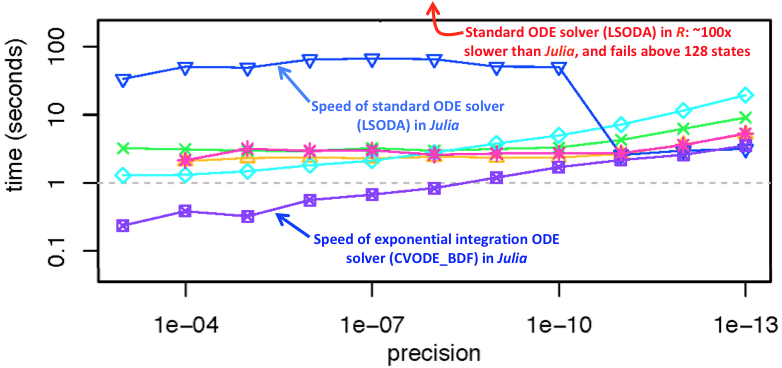 Standard ODE solver (LSODA) in R: ~100x
slower than Julia, and fails above 128 states
100
10
1
0.1
time (seconds)
Speed of standard ODE solver
(LSODA) in Julia
Speed of exponential integration ODE
solver (CVODE_BDF) in Julia
1e−04
1e−07
1e−10
1e−13
precision